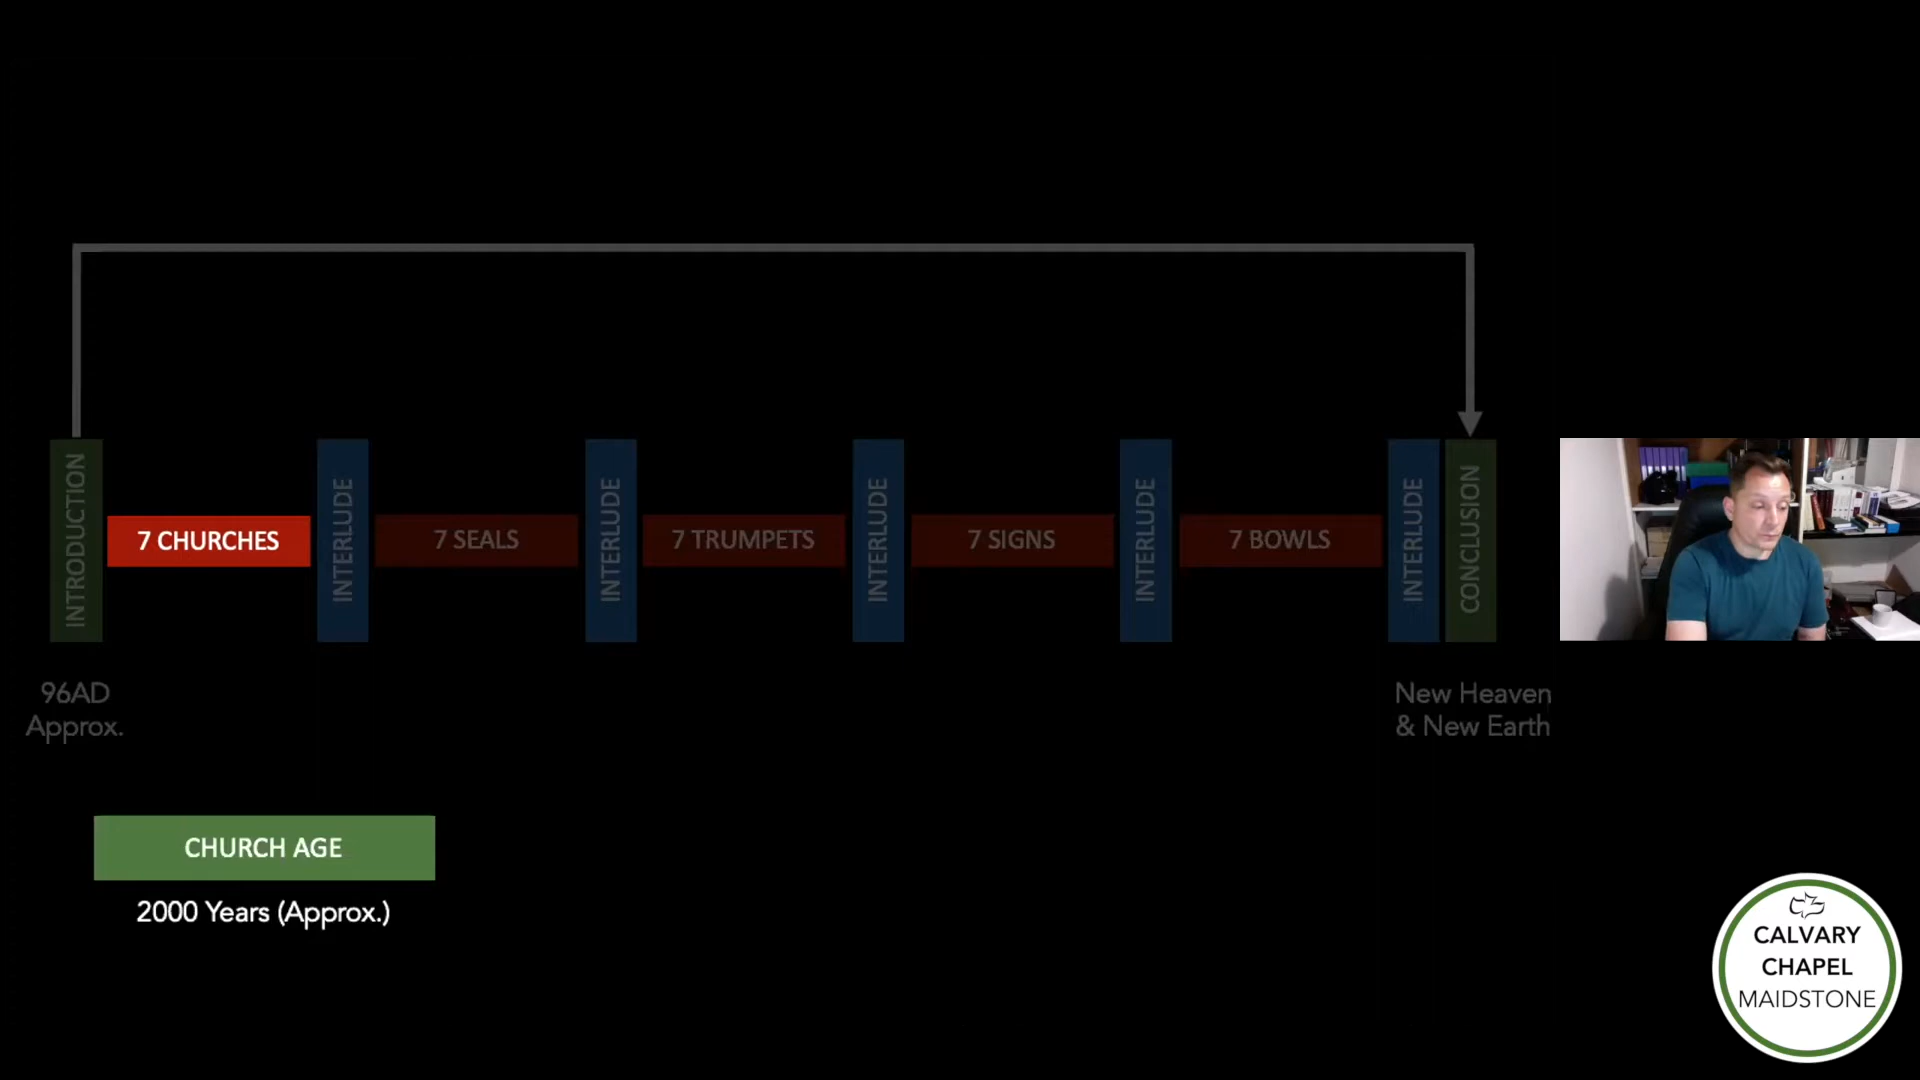 INTRODUCTION
7 CHURCHES
INTERLUDE
7 SEALS
INTERLUDE
7 TRUMPETS
INTERLUDE
7 SIGNS
INTERLUDE
7 BOWLS
INTERLUDE
CONCLUSION
96AD
Approx.
New Heaven
& New Earth
CHURCH AGE
2000 Years (Approx.)
CALVARY
CHAPEL
MAIDSTONE